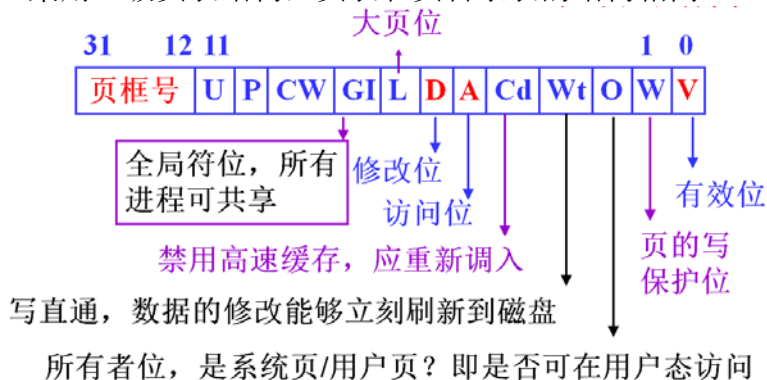 大页位
31 12 11 1 0
页框号 U P CW GI L D A Cd Wt O W V
全局符位，所有
进程可共享
修改位
访问位
有效位
禁用高速缓存，应重新调入
页的写
保护位
写直通，数据的修改能够立刻刷新到磁盘
所有者位，是系统页/用户页？即是否可在用户态访问